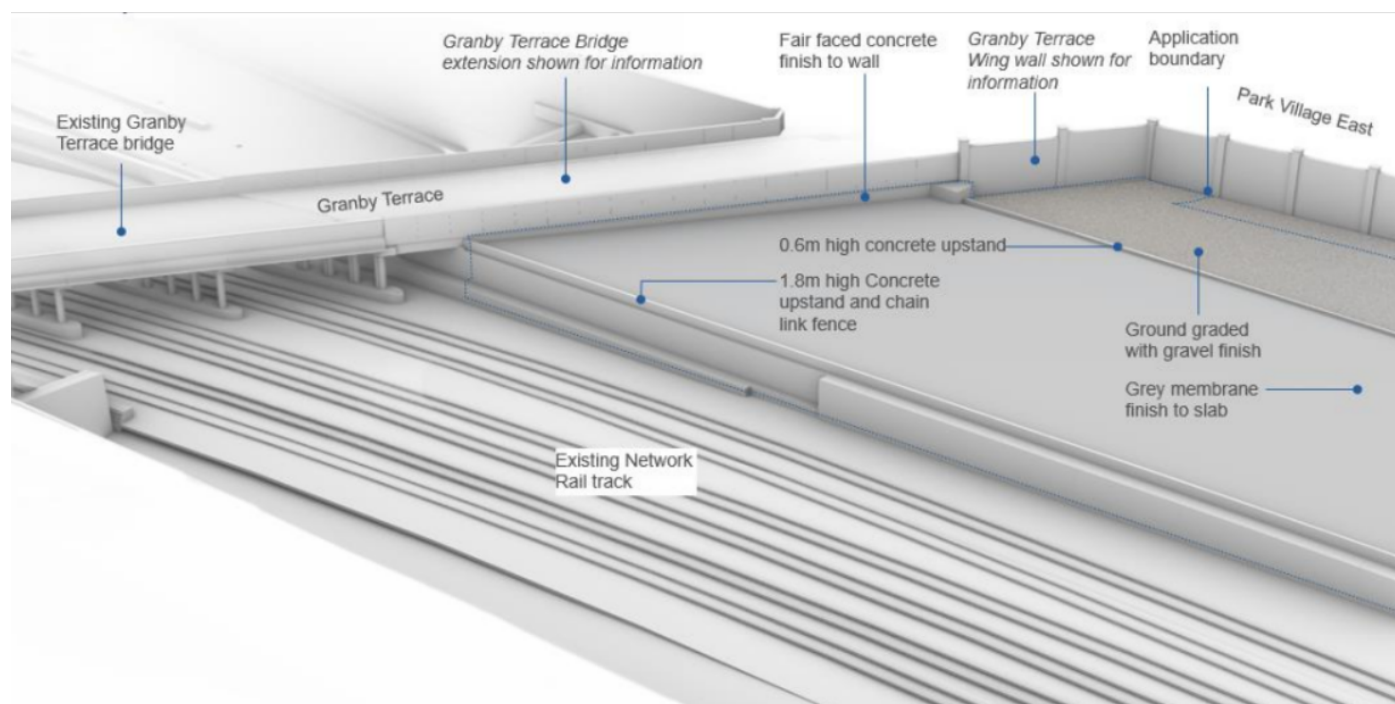 Granby Terrace Bridge
extension shown for information
Fair faced concrete
finish to wall
Granby Terrace
Wing wall shown for
information
Application
boundary
Park Village East
Existing Granby
Terrace bridge
Granby Terrace
0.6m high concrete upstand
1.8m high Concrete
upstand and chain
link fence
Ground graded
with gravel finish
Grey membrane
finish to slab
Existing Network
Rail track